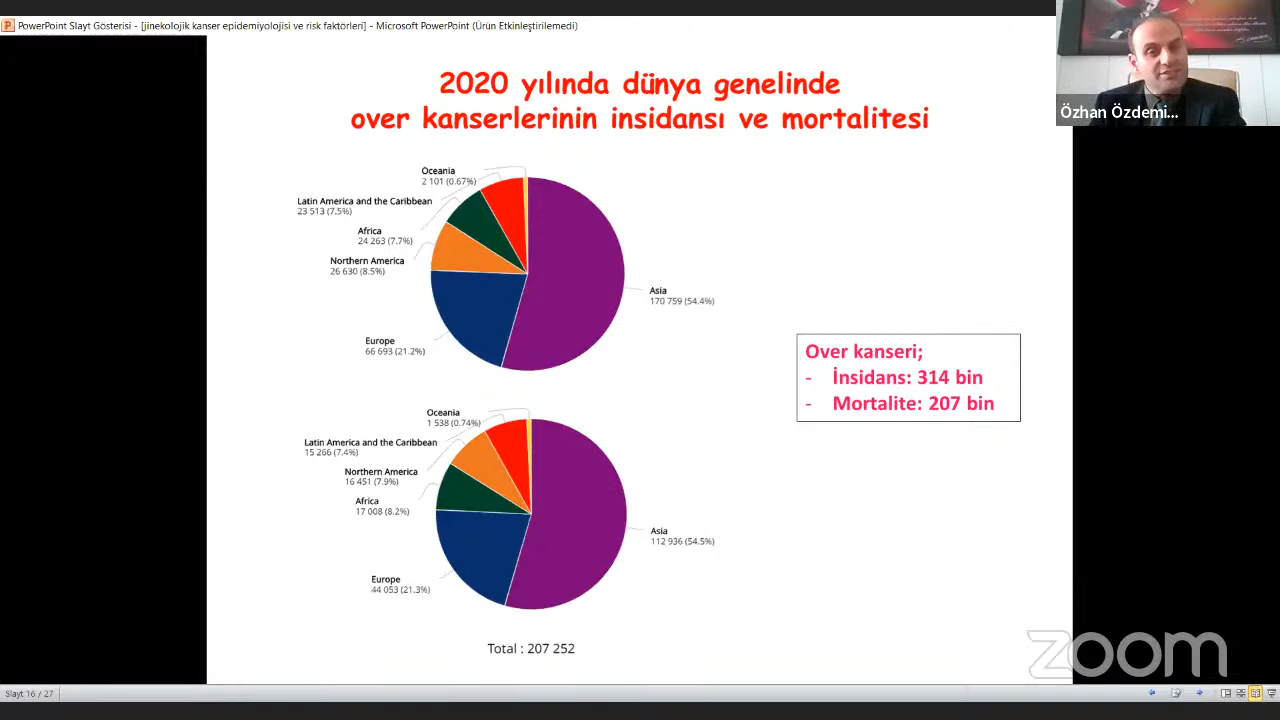 PowerPoint Slayt Gösterisi - [jinekolojik kanser epidemiyolojisi ve risk faktörleri] - Microsoft PowerPoint (Ürün Etkinleştirilemedi)
Özhan Özdemi...
2020 yılında dünya genelinde
over kanserlerinin insidansı ve mortalitesi
Oceania
2 101 (0.67%)
Latin America and the Caribbean
23 513 (7.5%)
Africa
24 263 (7.7%)
Northern America
26 630 (8.5%)
Asia
170 759 (54.4%)
Europe
66 693 (21.2%)
Over kanseri;
- İnsidans: 314 bin
- Mortalite: 207 bin
Oceania
1 538 (0.74%)
Latin America and the Caribbean
15 266 (7.4%)
Northern America
16 451 (7.9%)
Africa
17 008 (8.2%)
Asia
112 936 (54.5%)
Europe
44 053 (21.3%)
Total : 207 252
zoom
Slayt 16 / 27